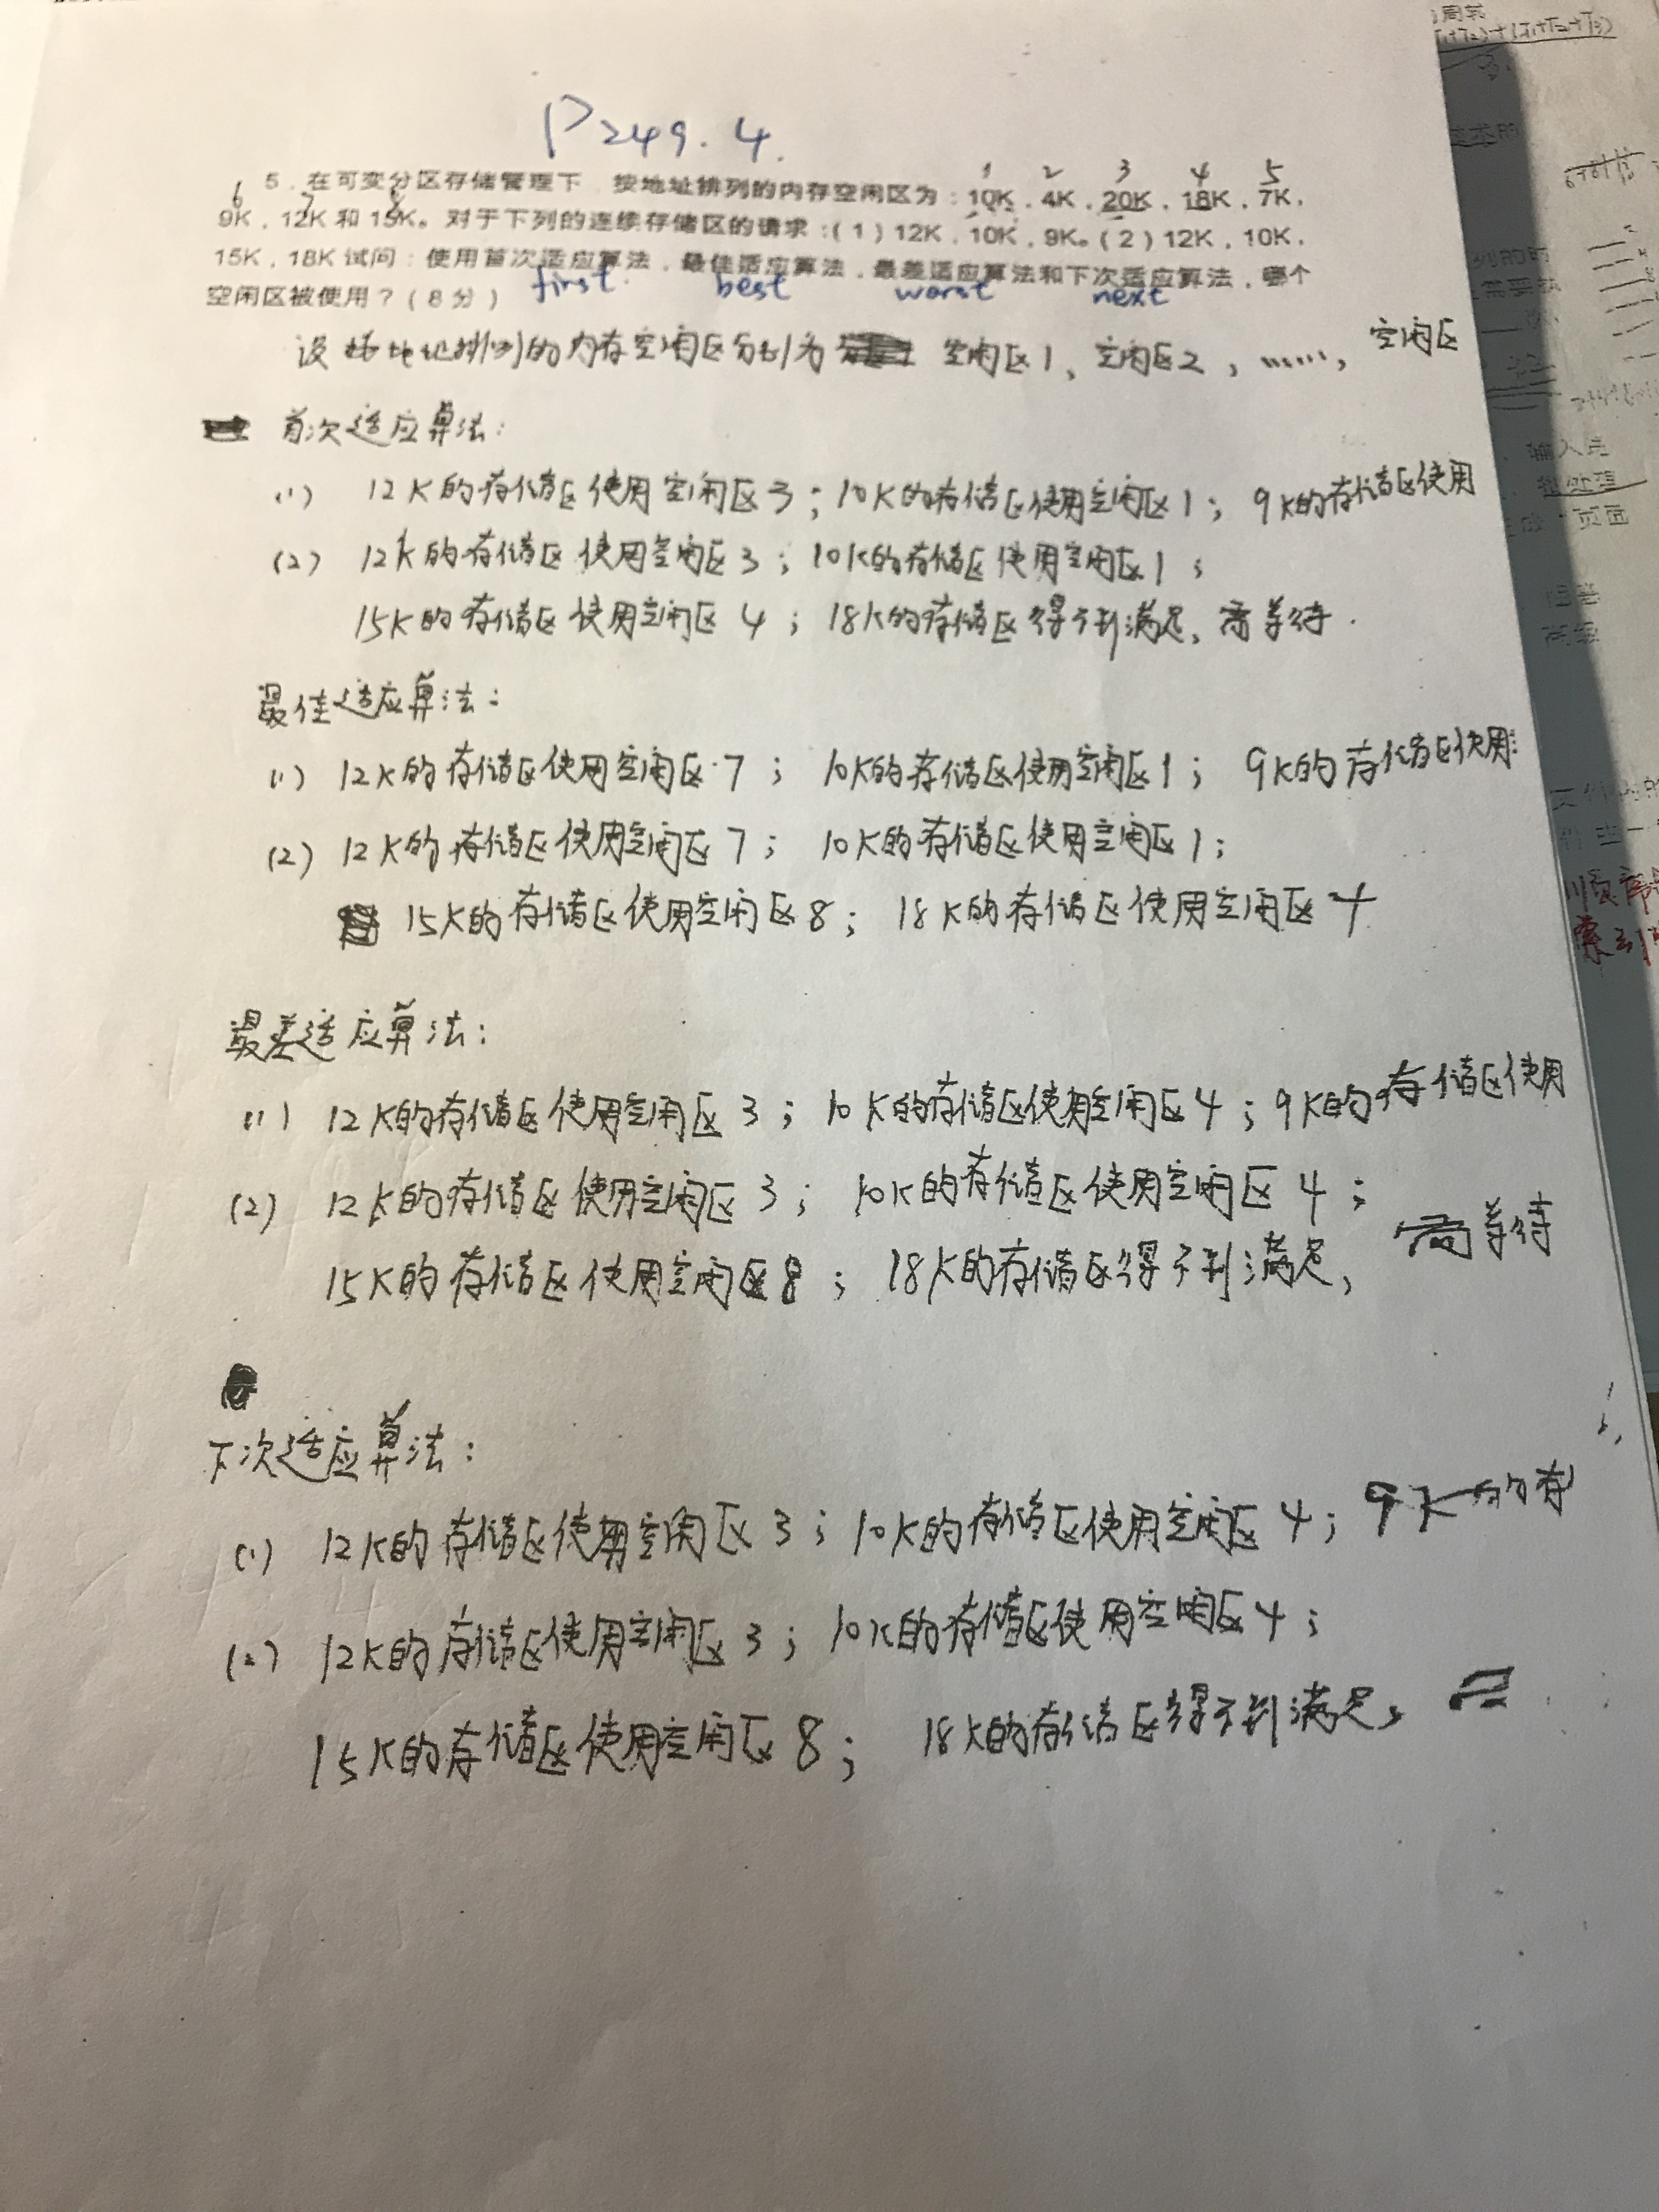 P249.4.
1 2 3 4 5
5．在可变分区存储管理下，按地址排列的内存空闲区为：10K，4K，20K，18K，7K，
6 7
9K，12K 和 15K。对于下列的连续存储区的请求：(1) 12K，10K，9K。(2) 12K，10K，
15K，18K 试问：使用首次适应算法，最佳适应算法，最差适应算法和下次适应算法，哪个
空闲区被使用？（8 分）
first. best worst next
设 地址排列的内存空闲区分别为 空闲区1、空闲区2，……，空闲区
首次适应算法：
(1) 12K的存储区使用空闲区3；10K的存储区使用空闲区1；9K的存储区使用
(2) 12K的存储区使用空闲区3；10K的存储区使用空闲区1；
15K的存储区使用空闲区4；18K的存储区得不到满足，需等待.
最佳适应算法：
(1) 12K的存储区使用空闲区7；10K的存储区使用空闲区1；9K的存储区使用
(2) 12K的存储区使用空闲区7；10K的存储区使用空闲区1；
15K的存储区使用空闲区8；18K的存储区使用空闲区4
最差适应算法：
(1) 12K的存储区使用空闲区3；10K的存储区使用空闲区4；9K的存储区使用
(2) 12K的存储区使用空闲区3；10K的存储区使用空闲区4；
15K的存储区使用空闲区8；18K的存储区得不到满足，需等待
下次适应算法：
(1) 12K的存储区使用空闲区3；10K的存储区使用空闲区4；9K的存
(2) 12K的存储区使用空闲区3；10K的存储区使用空闲区4；
15K的存储区使用空闲区8；18K的存储区得不到满足，
周转
输入进
页面